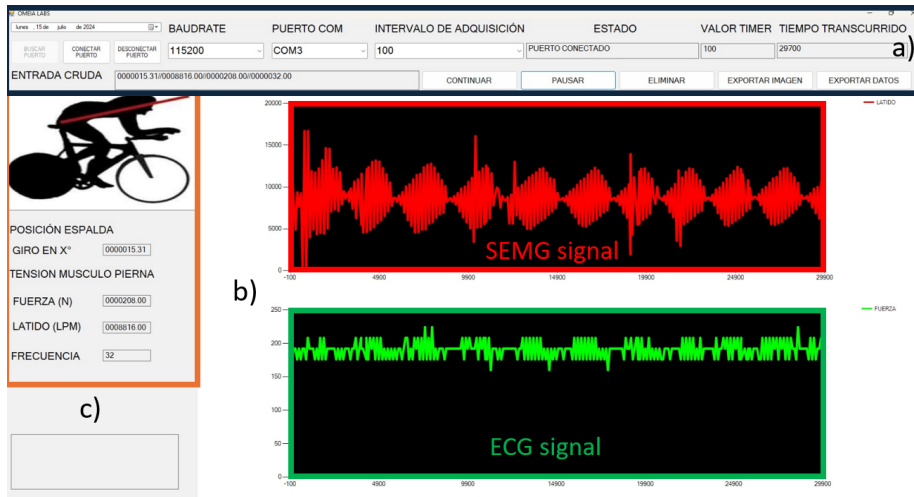 OMEIA LABS
lunes , 15 de julio de 2024
BAUDRATE PUERTO COM INTERVALO DE ADQUISICIÓN ESTADO VALOR TIMER TIEMPO TRANSCURRIDO
BUSCAR PUERTO CONECTAR PUERTO DESCONECTAR PUERTO 115200 COM3 100 PUERTO CONECTADO 100 29700 a)
ENTRADA CRUDA 0000015.31//0008816.00//0000208.00//0000032.00 CONTINUAR PAUSAR ELIMINAR EXPORTAR IMAGEN EXPORTAR DATOS
20000
15000
10000
5000
0
-100 4900 9900 14900 19900 24900 29900
LATIDO
SEMG signal
b)
250
200
150
100
50
0
-100 4900 9900 14900 19900 24900 29900
FUERZA
ECG signal
POSICIÓN ESPALDA
GIRO EN X° 0000015.31
TENSION MUSCULO PIERNA
FUERZA (N) 0000208.00
LATIDO (LPM) 0008816.00
FRECUENCIA 32
c)